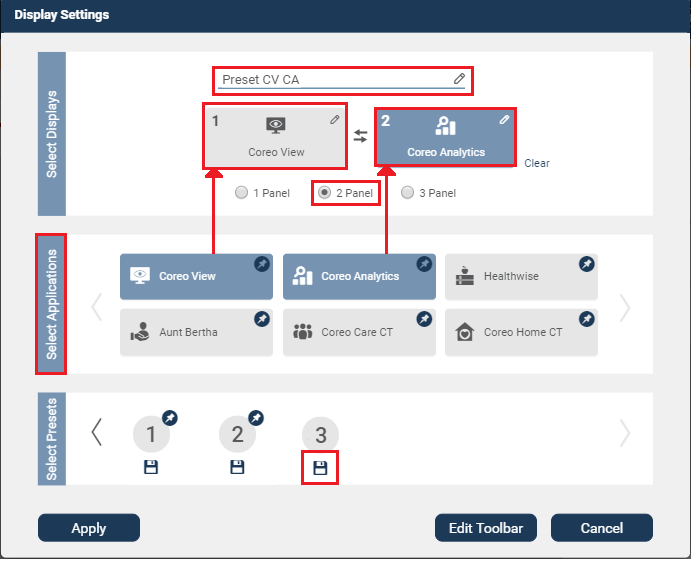 Display Settings
Select Displays
Preset CV CA
1
Coreo View
2
Coreo Analytics
Clear
1 Panel
2 Panel
3 Panel
Select Applications
Coreo View
Coreo Analytics
Healthwise
Aunt Bertha
Coreo Care CT
Coreo Home CT
Select Presets
1
2
3
Apply
Edit Toolbar
Cancel